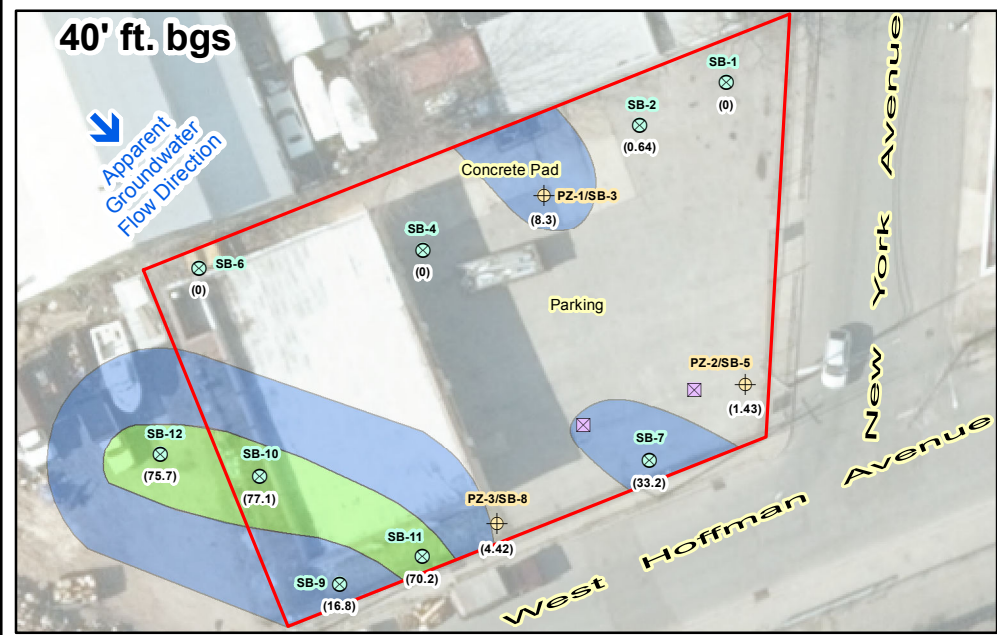 40' ft. bgs
Apparent
Groundwater
Flow Direction
SB-1
(0)
SB-2
(0.64)
Concrete Pad
PZ-1/SB-3
(8.3)
SB-4
(0)
SB-6
(0)
Parking
PZ-2/SB-5
(1.43)
SB-7
(33.2)
SB-12
(75.7)
SB-10
(77.1)
PZ-3/SB-8
(4.42)
SB-11
(70.2)
SB-9
(16.8)
New York Avenue
West Hoffman Avenue